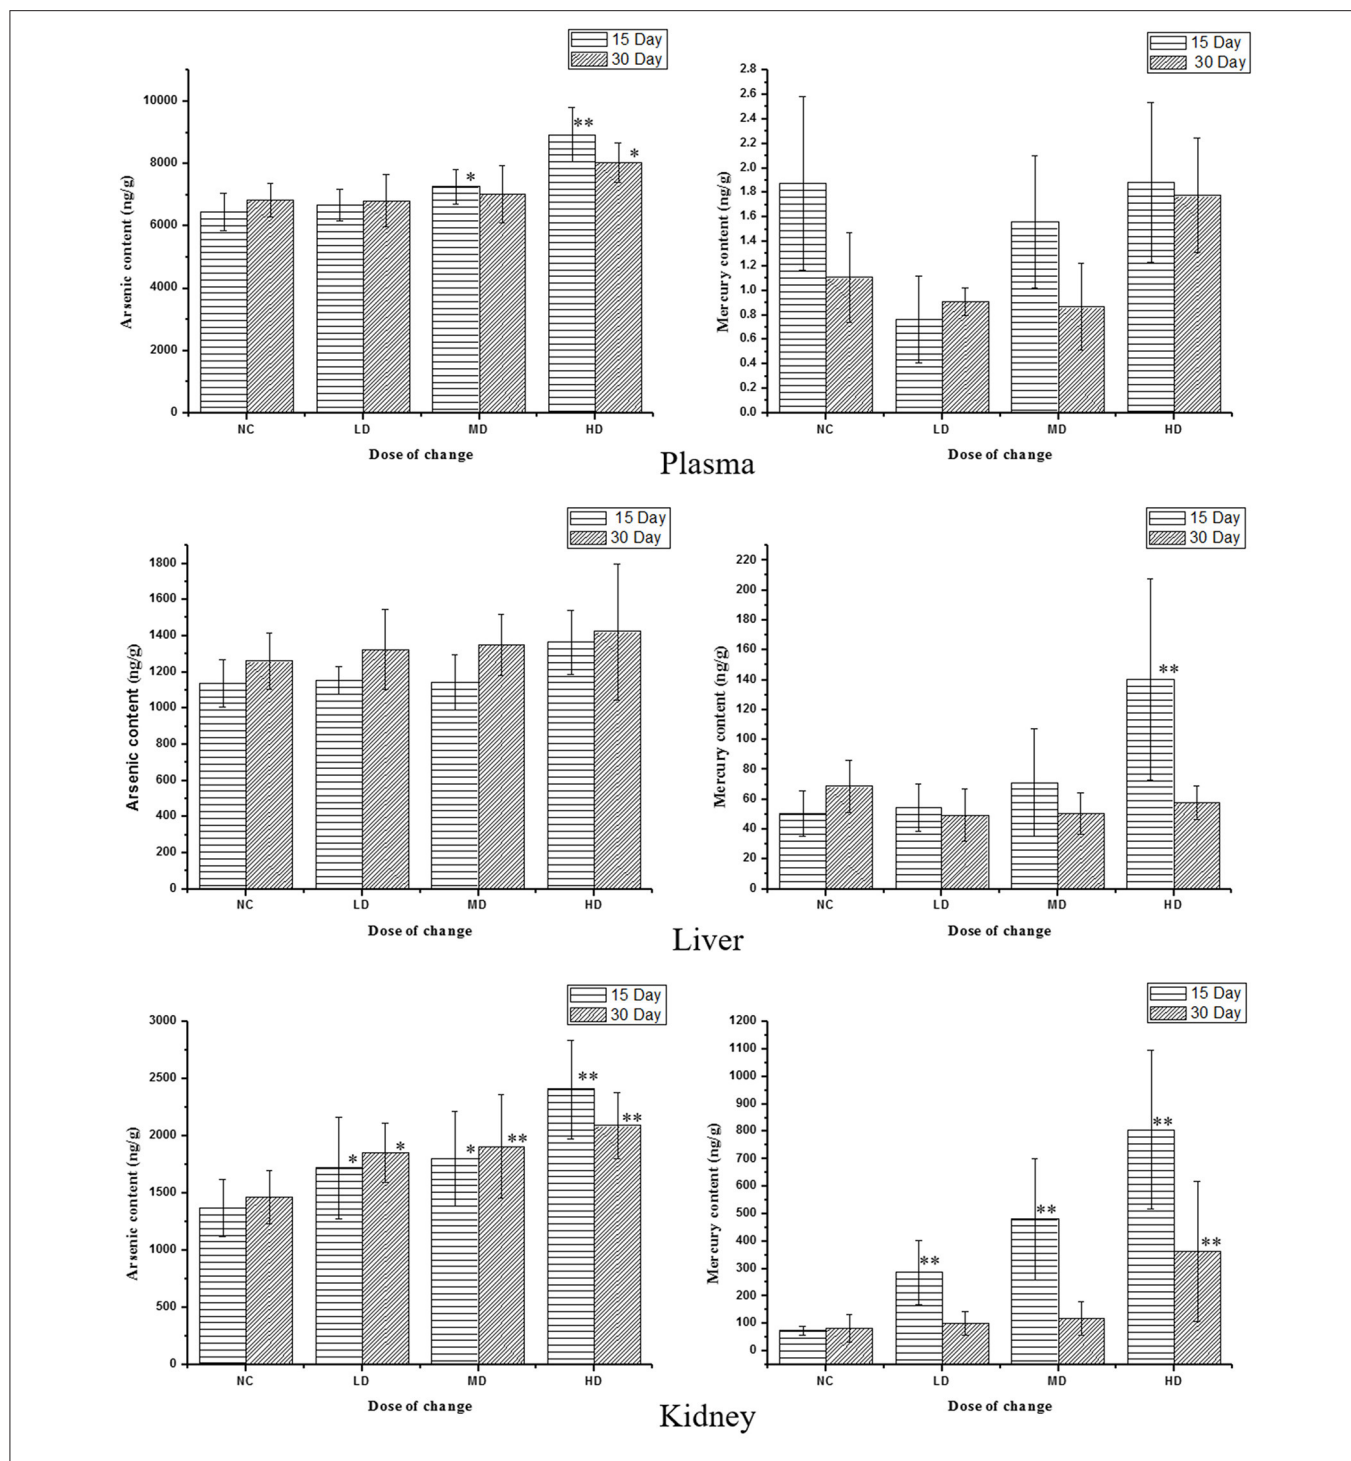 15 Day
30 Day
Arsenic content (ng/g)
10000
8000
6000
4000
2000
0
NC LD MD HD
** * *
Dose of change
15 Day
30 Day
Mercury content (ng/g)
2.8
2.6
2.4
2.2
2.0
1.8
1.6
1.4
1.2
1.0
0.8
0.6
0.4
0.2
0.0
NC LD MD HD
Dose of change
Plasma
15 Day
30 Day
Arsenic content (ng/g)
1800
1600
1400
1200
1000
800
600
400
200
0
NC LD MD HD
Dose of change
15 Day
30 Day
Mercury content (ng/g)
220
200
180
160
140
120
100
80
60
40
20
0
**
NC LD MD HD
Dose of change
Liver
15 Day
30 Day
Arsenic content (ng/g)
3000
2500
2000
1500
1000
500
0
* * * ** ** **
NC LD MD HD
Dose of change
15 Day
30 Day
Mercury content (ng/g)
1200
1100
1000
900
800
700
600
500
400
300
200
100
0
** ** ** **
NC LD MD HD
Dose of change
Kidney